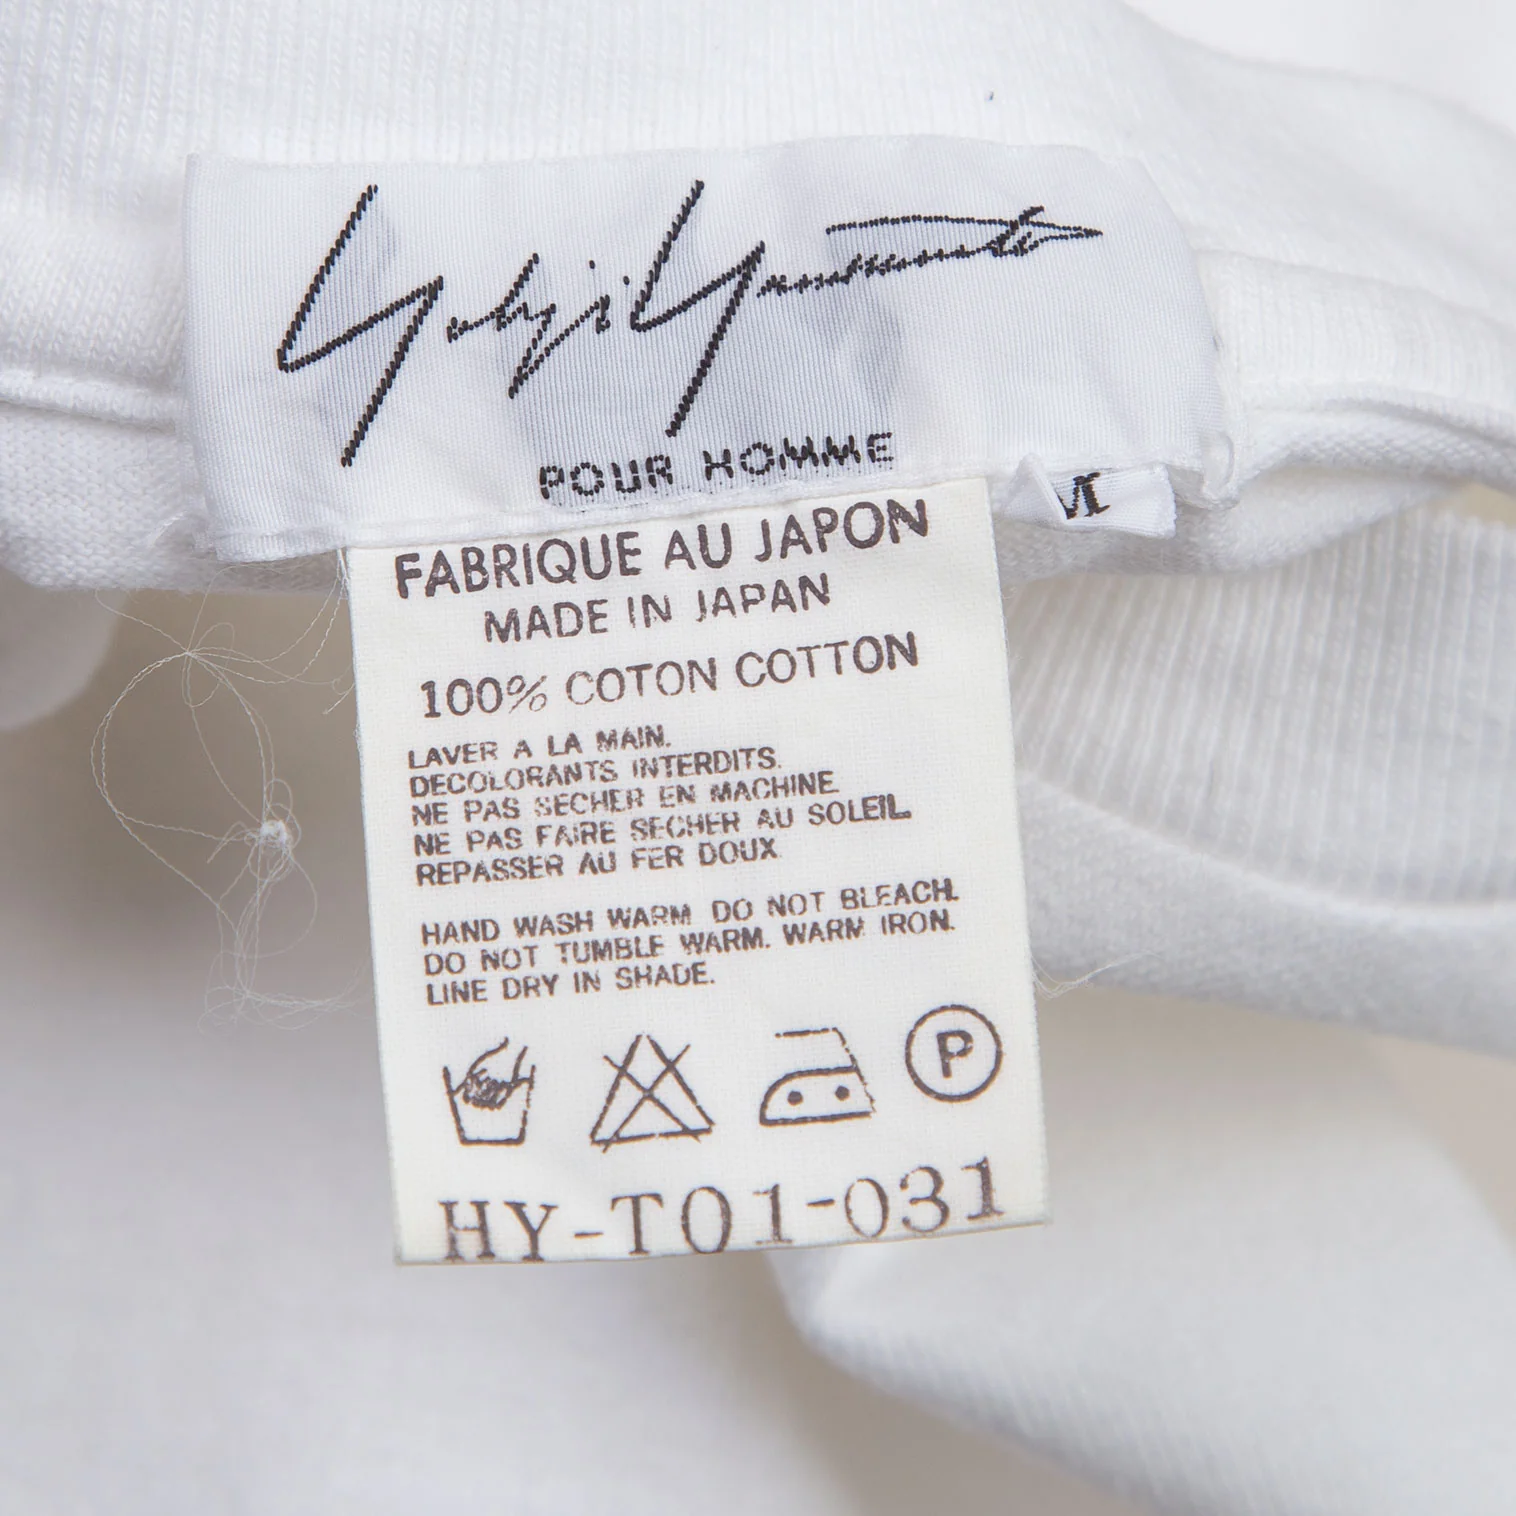 Yohji Yamamoto
POUR HOMME
M
FABRIQUE AU JAPON
MADE IN JAPAN
100% COTON COTTON
LAVER A LA MAIN.
DECOLORANTS INTERDITS.
NE PAS SECHER EN MACHINE.
NE PAS FAIRE SECHER AU SOLEIL.
REPASSER AU FER DOUX.
HAND WASH WARM. DO NOT BLEACH.
DO NOT TUMBLE WARM. WARM IRON.
LINE DRY IN SHADE.
P
HY-T01-031